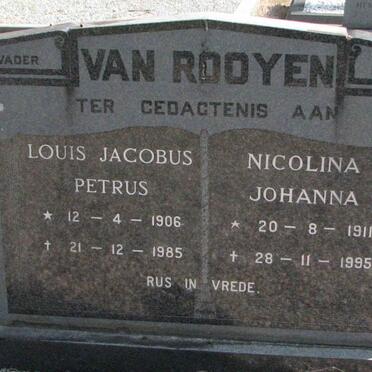 VADER
VAN ROOYEN
TER GEDAGTENIS AAN
LOUIS JACOBUS
PETRUS
★ 12 - 4 - 1906
† 21 - 12 - 1985
NICOLINA
JOHANNA
★ 20 - 8 - 1911
† 28 - 11 - 1995
RUS IN VREDE.